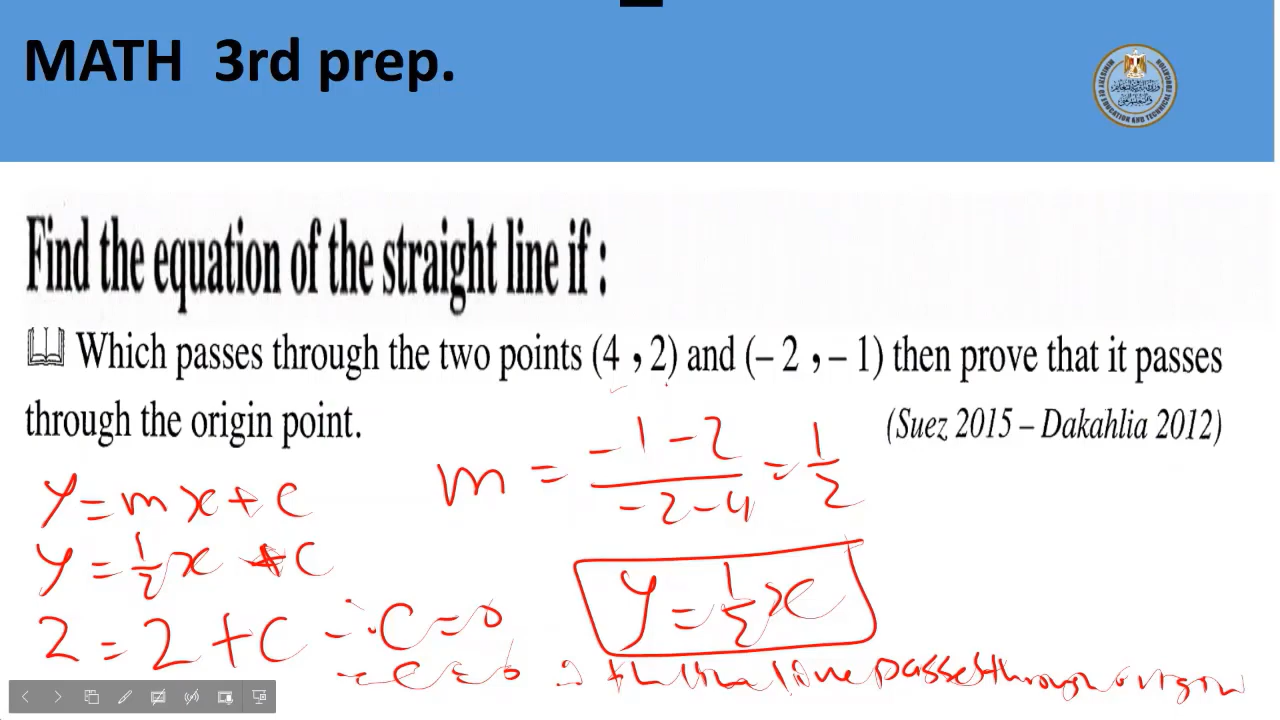 MATH 3rd prep.
Find the equation of the straight line if :
Which passes through the two points (4 , 2) and (– 2 , – 1) then prove that it passes
through the origin point. (Suez 2015 – Dakahlia 2012)
m = -1-2/-2-4 = 1/2
y = mx + c
y = 1/2 x + c
2 = 2 + c ∴ c = 0
y = 1/2 x
∵ c = 0 ∴ line passes through origin